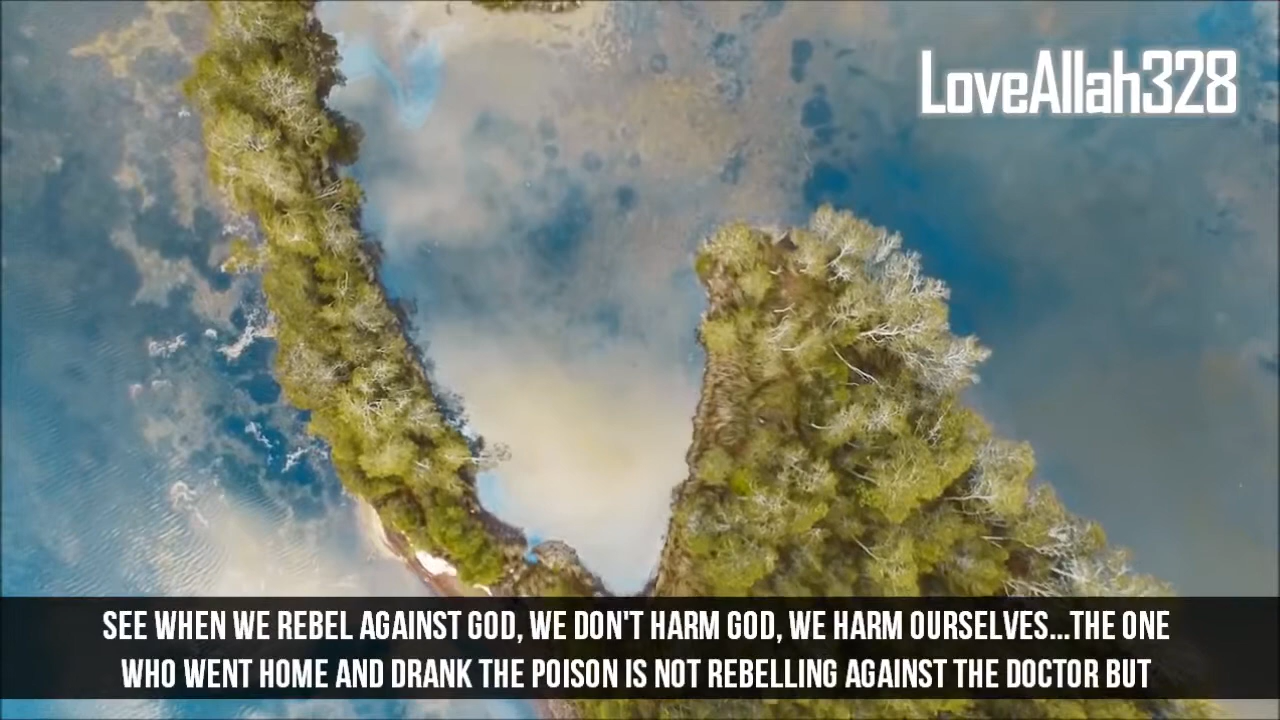 LoveAllah328
SEE WHEN WE REBEL AGAINST GOD, WE DON'T HARM GOD, WE HARM OURSELVES...THE ONE
WHO WENT HOME AND DRANK THE POISON IS NOT REBELLING AGAINST THE DOCTOR BUT